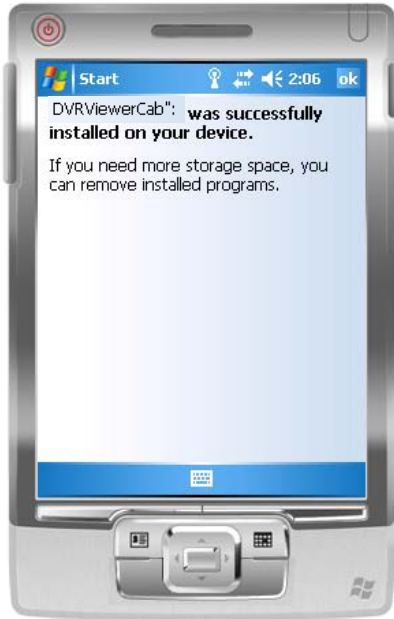 Start 2:06 ok
DVRViewerCab": was successfully
installed on your device.
If you need more storage space, you
can remove installed programs.